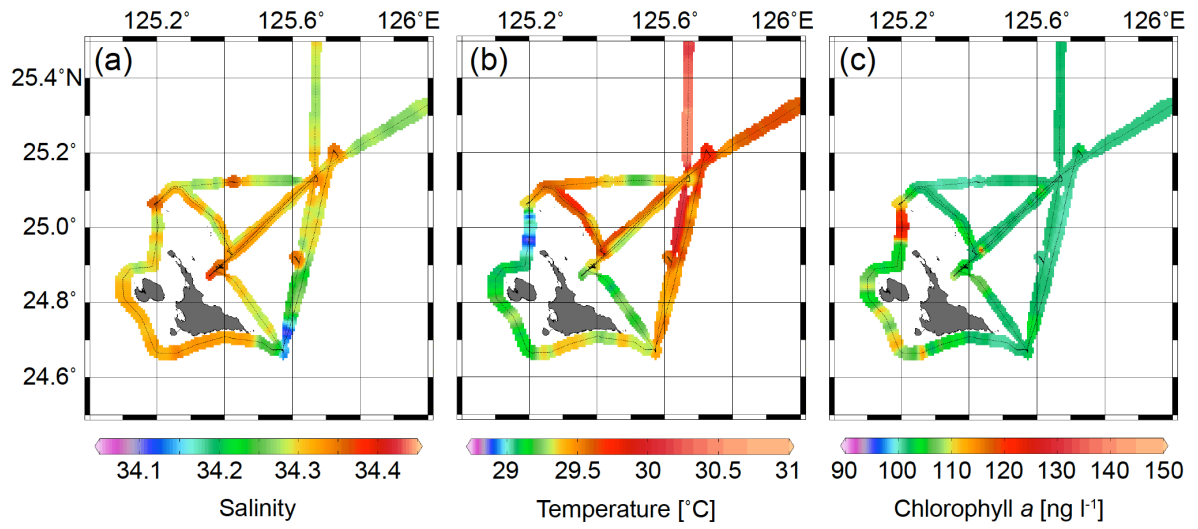 125.2˚ 125.6˚ 126˚E 125.2˚ 125.6˚ 126˚E 125.2˚ 125.6˚ 126˚E
(a) (b) (c)
25.4˚N
25.2˚
25.0˚
24.8˚
24.6˚
34.1 34.2 34.3 34.4 29 29.5 30 30.5 31 90 100 110 120 130 140 150
Salinity Temperature [˚C] Chlorophyll a [ng l⁻¹]